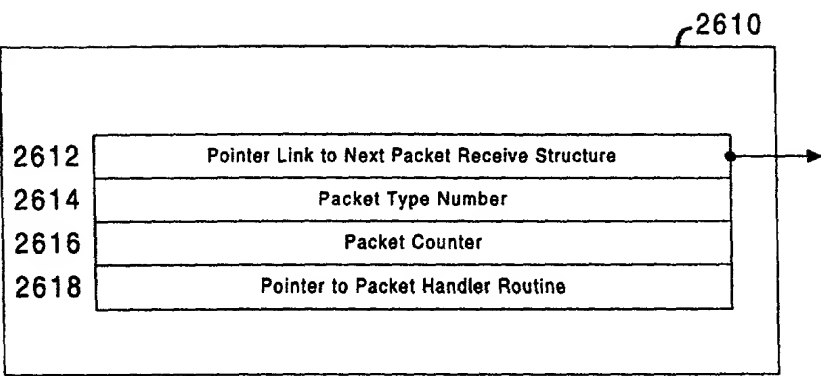 2610
2612 Pointer Link to Next Packet Receive Structure
2614 Packet Type Number
2616 Packet Counter
2618 Pointer to Packet Handler Routine